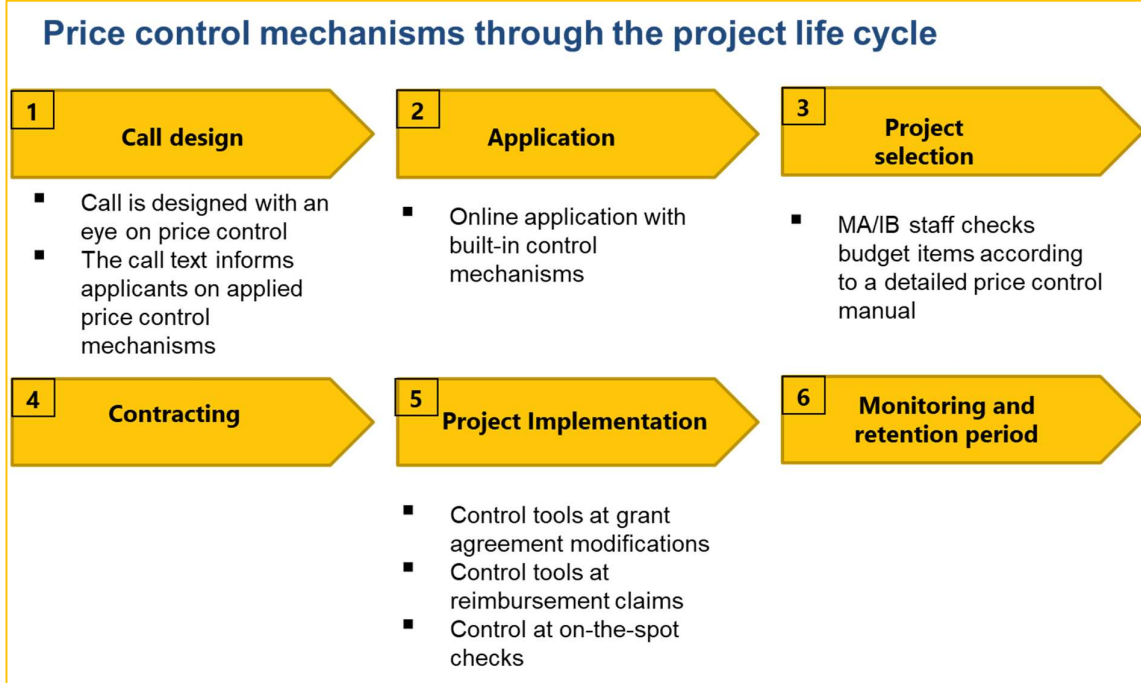 Price control mechanisms through the project life cycle
1
Call design
▪ Call is designed with an
eye on price control
▪ The call text informs
applicants on applied
price control
mechanisms
2
Application
▪ Online application with
built-in control
mechanisms
3
Project
selection
▪ MA/IB staff checks
budget items according
to a detailed price control
manual
4
Contracting
5
Project Implementation
▪ Control tools at grant
agreement modifications
▪ Control tools at
reimbursement claims
▪ Control at on-the-spot
checks
6
Monitoring and
retention period